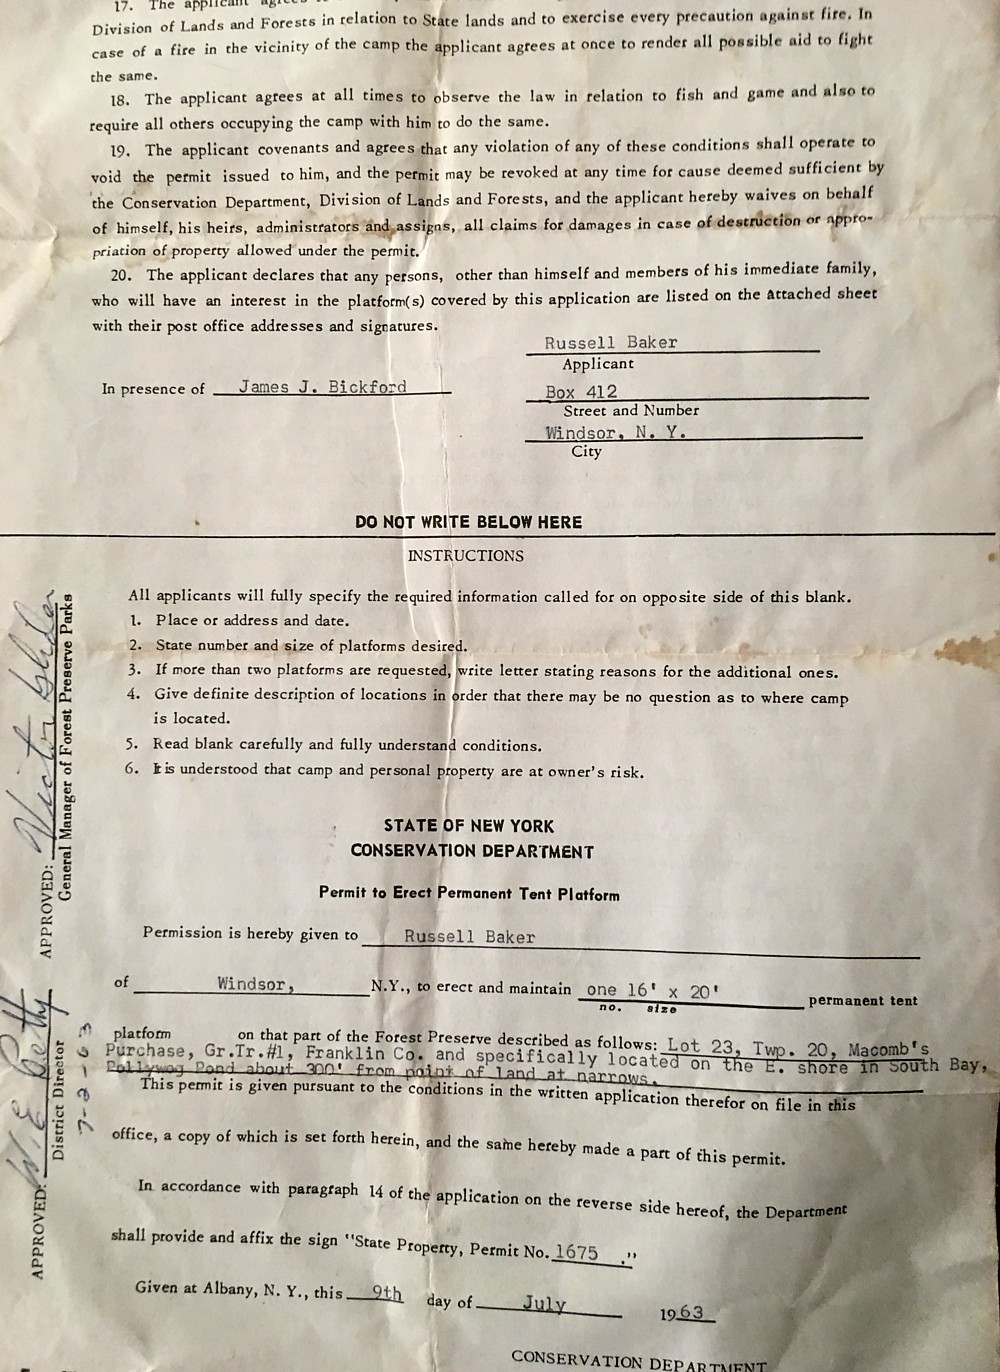 17. The applicant agrees
Division of Lands and Forests in relation to State lands and to exercise every precaution against fire. In
case of a fire in the vicinity of the camp the applicant agrees at once to render all possible aid to fight
the same.
18. The applicant agrees at all times to observe the law in relation to fish and game and also to
require all others occupying the camp with him to do the same.
19. The applicant covenants and agrees that any violation of any of these conditions shall operate to
void the permit issued to him, and the permit may be revoked at any time for cause deemed sufficient by
the Conservation Department, Division of Lands and Forests, and the applicant hereby waives on behalf
of himself, his heirs, administrators and assigns, all claims for damages in case of destruction or appro-
priation of property allowed under the permit.
20. The applicant declares that any persons, other than himself and members of his immediate family,
who will have an interest in the platform(s) covered by this application are listed on the attached sheet
with their post office addresses and signatures.
Russell Baker
Applicant
In presence of James J. Bickford
Box 412
Street and Number
Windsor, N. Y.
City
DO NOT WRITE BELOW HERE
INSTRUCTIONS
All applicants will fully specify the required information called for on opposite side of this blank.
1. Place or address and date.
2. State number and size of platforms desired.
3. If more than two platforms are requested, write letter stating reasons for the additional ones.
4. Give definite description of locations in order that there may be no question as to where camp
is located.
5. Read blank carefully and fully understand conditions.
6. It is understood that camp and personal property are at owner's risk.
STATE OF NEW YORK
CONSERVATION DEPARTMENT
Permit to Erect Permanent Tent Platform
Permission is hereby given to Russell Baker
of Windsor, N.Y., to erect and maintain one 16' x 20' permanent tent
no. size
platform on that part of the Forest Preserve described as follows: Lot 23, Twp. 20, Macomb's
Purchase, Gr.Tr.#1, Franklin Co. and specifically located on the E. shore in South Bay,
Pollywog Pond about 300' from point of land at narrows.
This permit is given pursuant to the conditions in the written application therefor on file in this
office, a copy of which is set forth herein, and the same hereby made a part of this permit.
In accordance with paragraph 14 of the application on the reverse side hereof, the Department
shall provide and affix the sign "State Property, Permit No. 1675 ."
Given at Albany, N. Y., this 9th day of July 1963
CONSERVATION DEPARTMENT
APPROVED: W. E. Petty
District Director
7-2-63
APPROVED: Victor
General Manager of Forest Preserve Parks